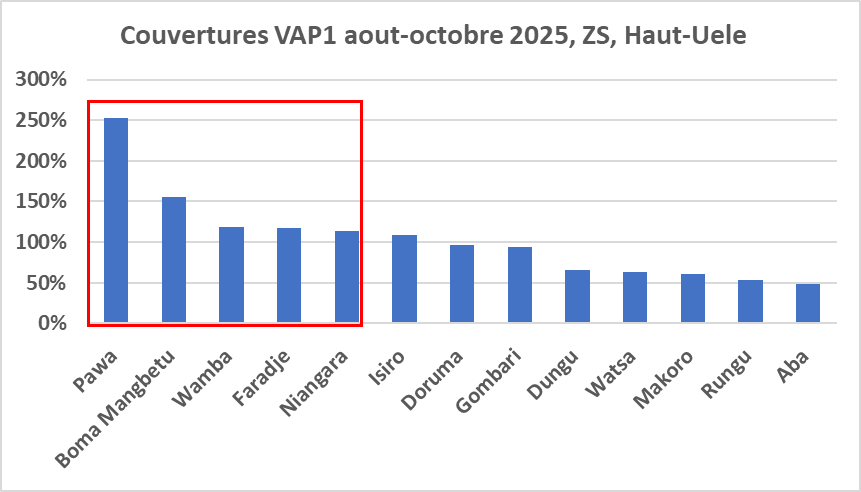 Couvertures VAP1 aout-octobre 2025, ZS, Haut-Uele
300%
250%
200%
150%
100%
50%
0%
Pawa
Boma Mangbetu
Wamba
Faradje
Niangara
Isiro
Doruma
Gombari
Dungu
Watsa
Makoro
Rungu
Aba